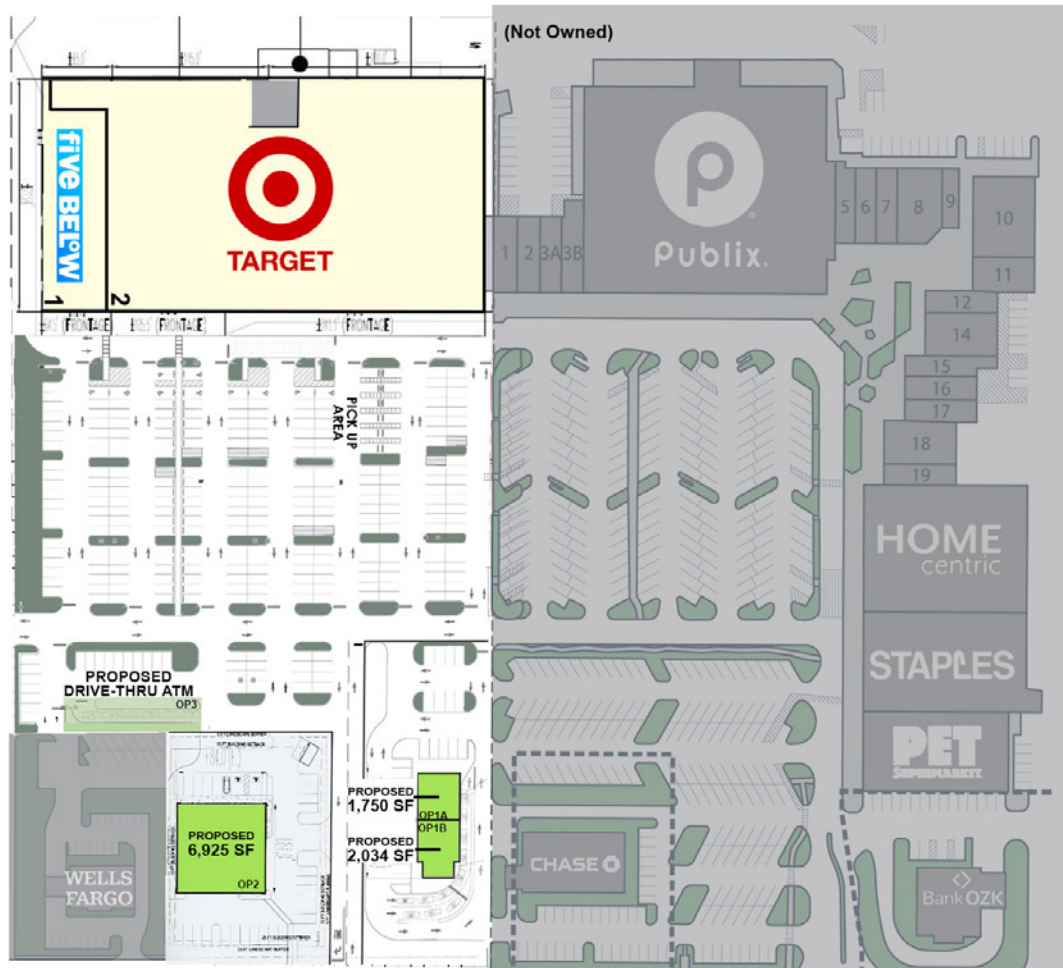 (Not Owned)
five BEL°W
TARGET
1
2
(FRONTAGE)
(FRONTAGE)
(FRONTAGE)
Publix.
1
2
3A
3B
5
6
7
8
9
10
11
12
14
15
16
17
18
19
PICK UP
AREA
HOME
centric
STAPLES
PET
SUPERMARKET
PROPOSED
DRIVE-THRU ATM
OP3
PROPOSED
1,750 SF
OP1A
OP1B
PROPOSED
2,034 SF
PROPOSED
6,925 SF
OP2
WELLS
FARGO
CHASE
Bank OZK